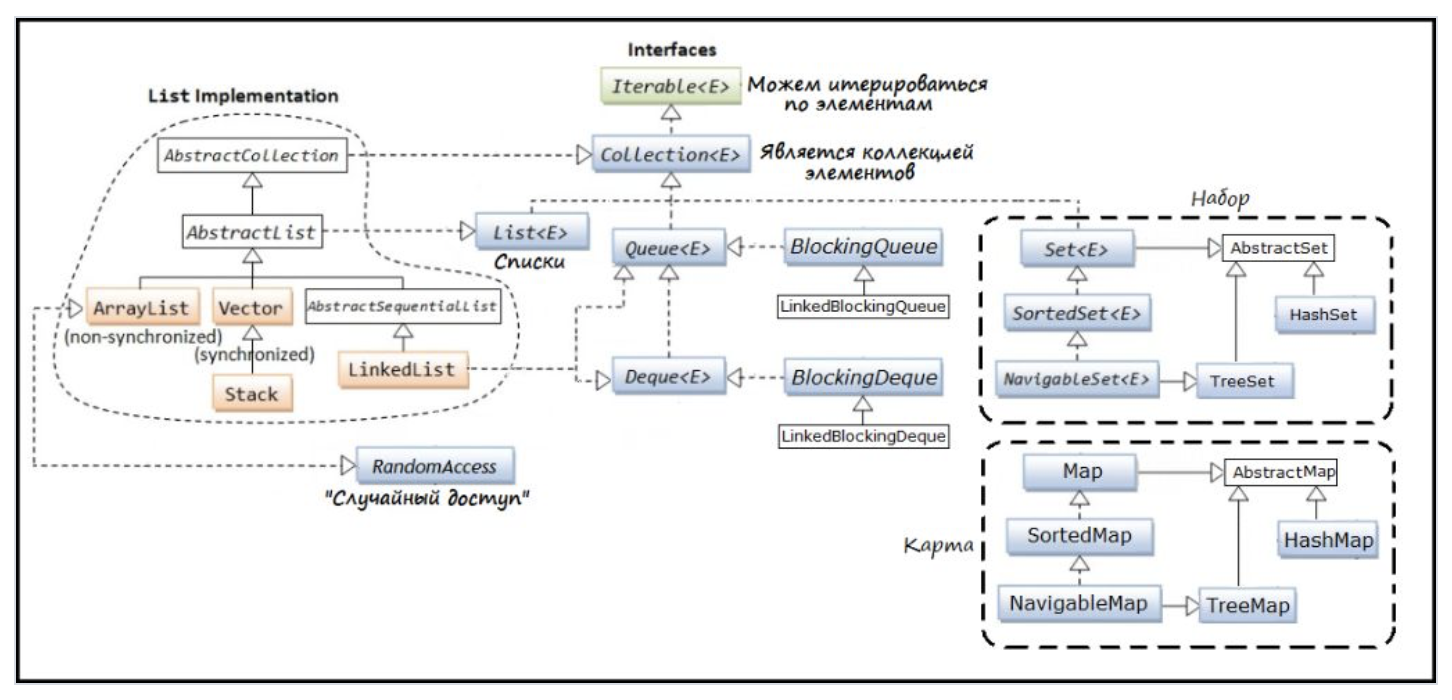 Interfaces
Iterable<E>
Можем итерироваться
по элементам
List Implementation
AbstractCollection
Collection<E>
Является коллекцией
элементов
AbstractList
List<E>
Списки
Queue<E>
BlockingQueue
LinkedBlockingQueue
ArrayList
(non-synchronized)
Vector
(synchronized)
AbstractSequentialList
Stack
LinkedList
Deque<E>
BlockingDeque
LinkedBlockingDeque
RandomAccess
"Случайный доступ"
Набор
Set<E>
AbstractSet
SortedSet<E>
HashSet
NavigableSet<E>
TreeSet
Карта
Map
AbstractMap
SortedMap
HashMap
NavigableMap
TreeMap